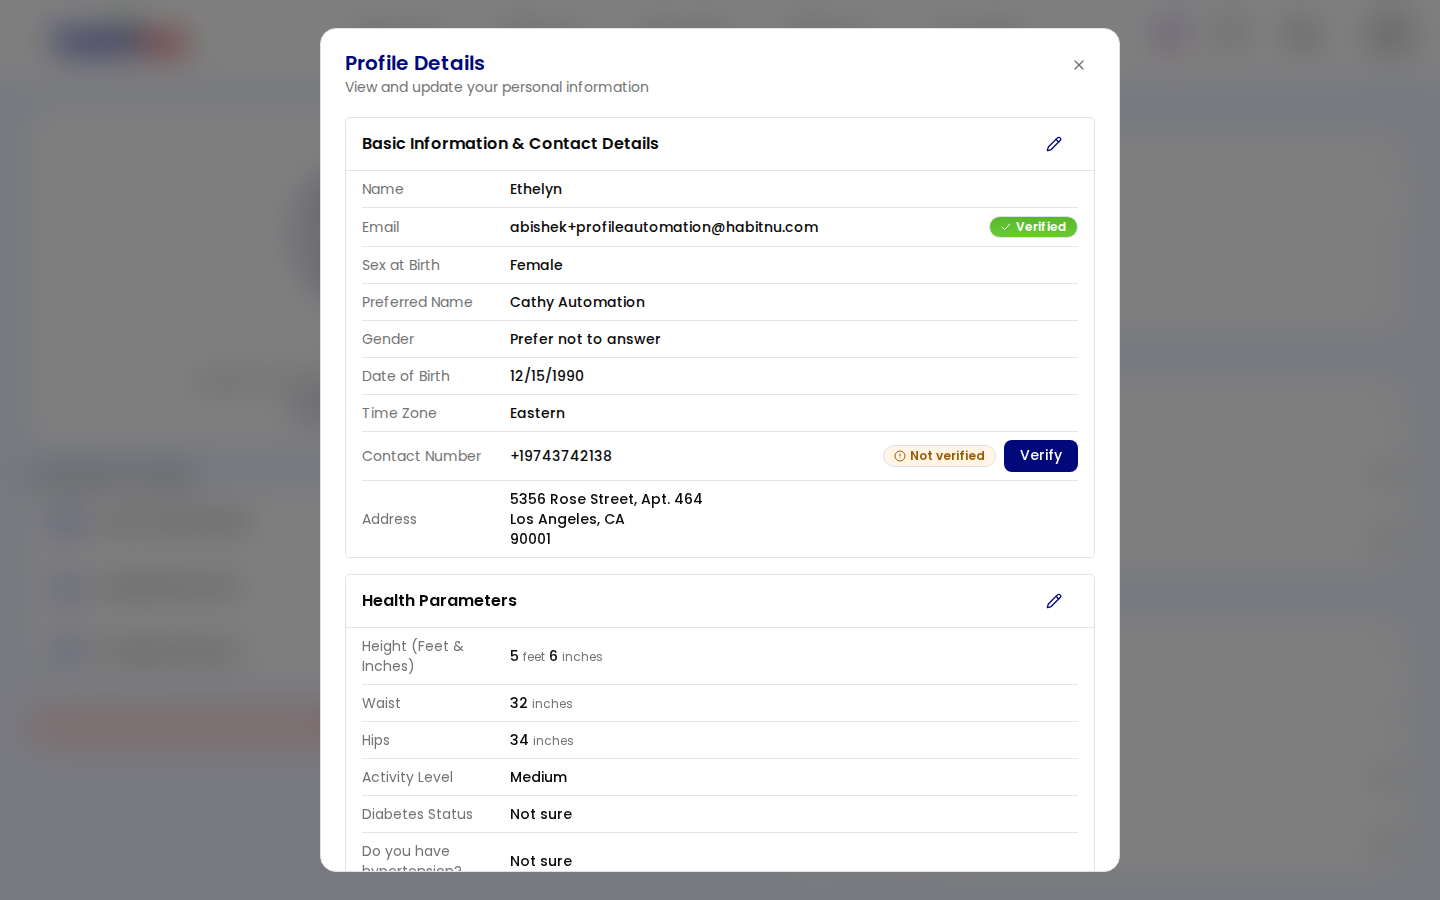 Profile Details
View and update your personal information
Basic Information & Contact Details
Name Ethelyn
Email abishek+profileautomation@habitnu.com Verified
Sex at Birth Female
Preferred Name Cathy Automation
Gender Prefer not to answer
Date of Birth 12/15/1990
Time Zone Eastern
Contact Number +19743742138 Not verified Verify
Address 5356 Rose Street, Apt. 464
Los Angeles, CA
90001
Health Parameters
Height (Feet &
Inches) 5 feet 6 inches
Waist 32 inches
Hips 34 inches
Activity Level Medium
Diabetes Status Not sure
Do you have
hypertension? Not sure